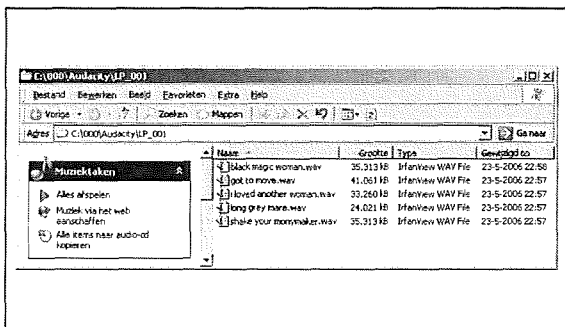 C:\000\Audacity\LP_001
Bestand Bewerken Beeld Favorieten Extra Help
Vorige Zoeken Mappen
Adres C:\000\Audacity\LP_001 Ga naar
Muziektaken
Alles afspelen
Muziek via het web
aanschaffen
Alle items naar audio-cd
kopiëren
Naam Grootte Type Gewijzigd op
black magic woman.wav 35.313 kB IrfanView WAV File 23-5-2006 22:58
got to move.wav 41.061 kB IrfanView WAV File 23-5-2006 22:57
i loved another woman.wav 33.260 kB IrfanView WAV File 23-5-2006 22:57
long grey mare.wav 24.021 kB IrfanView WAV File 23-5-2006 22:57
shake your moneymaker.wav 35.313 kB IrfanView WAV File 23-5-2006 22:57